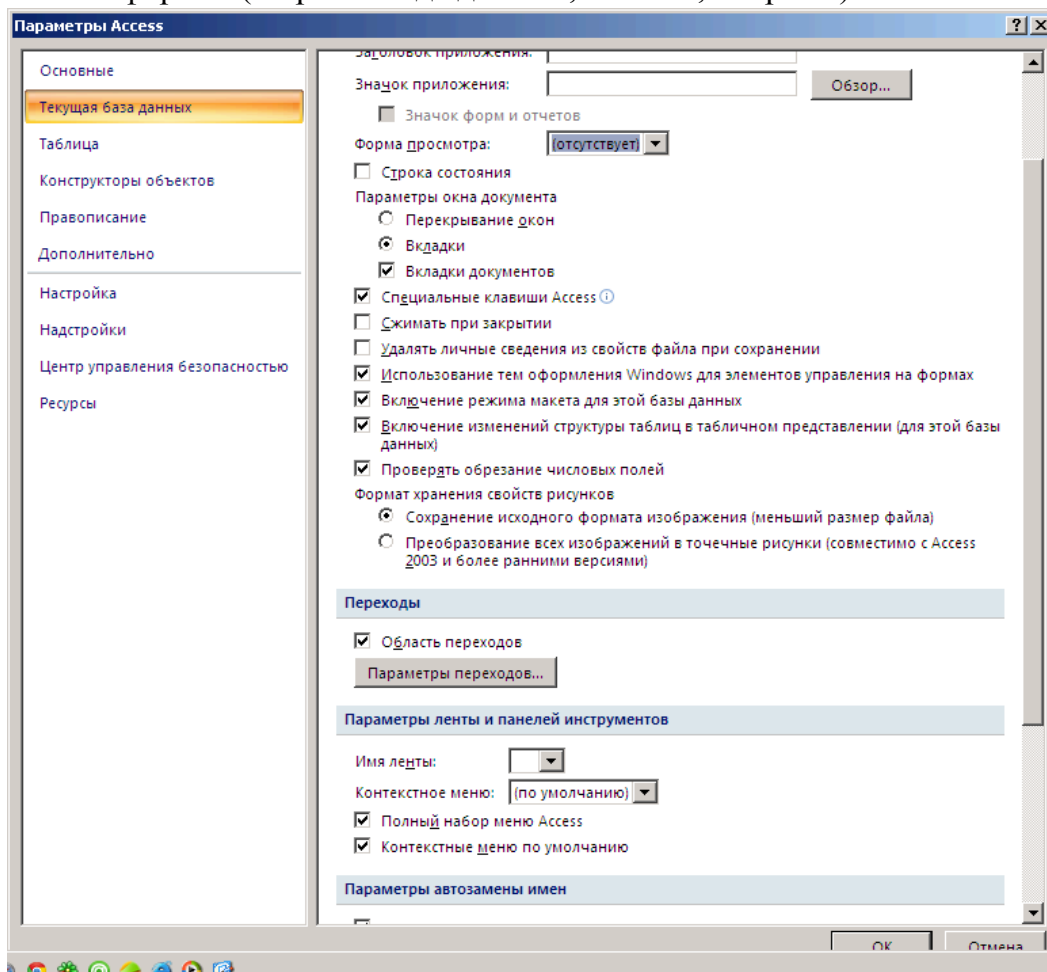 Параметры Access
Основные
Текущая база данных
Таблица
Конструкторы объектов
Правописание
Дополнительно
Настройка
Надстройки
Центр управления безопасностью
Ресурсы
Заголовок приложения:
Значок приложения:
Обзор...
Значок форм и отчетов
Форма просмотра: (отсутствует)
Строка состояния
Параметры окна документа
Перекрывание окон
Вкладки
Вкладки документов
Специальные клавиши Access
Сжимать при закрытии
Удалять личные сведения из свойств файла при сохранении
Использование тем оформления Windows для элементов управления на формах
Включение режима макета для этой базы данных
Включение изменений структуры таблиц в табличном представлении (для этой базы
данных)
Проверять обрезание числовых полей
Формат хранения свойств рисунков
Сохранение исходного формата изображения (меньший размер файла)
Преобразование всех изображений в точечные рисунки (совместимо с Access
2003 и более ранними версиями)
Переходы
Область переходов
Параметры переходов...
Параметры ленты и панелей инструментов
Имя ленты:
Контекстное меню: (по умолчанию)
Полный набор меню Access
Контекстные меню по умолчанию
Параметры автозамены имен
ОК
Отмена